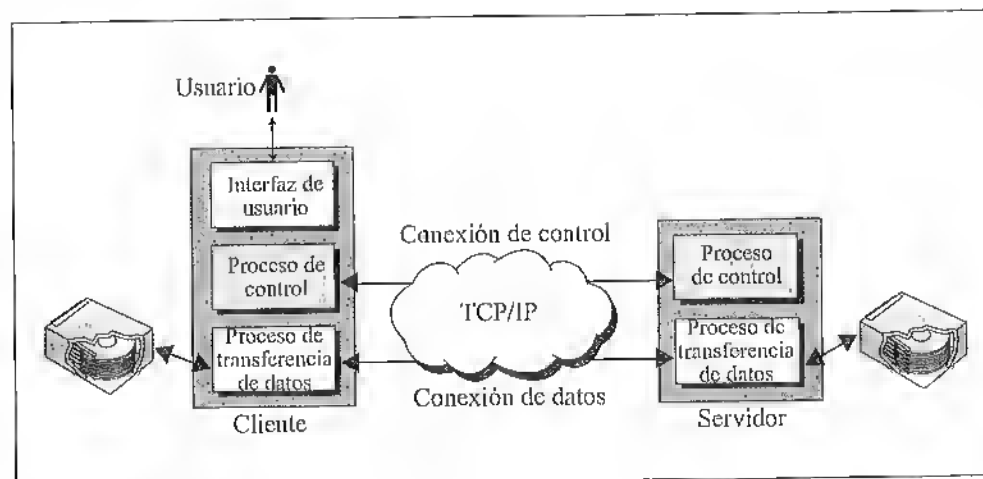 Usuario
Interfaz de
usuario
Proceso de
control
Proceso de
transferencia
de datos
Cliente
Conexión de control
TCP/IP
Conexión de datos
Proceso
de control
Proceso de
transferencia
de datos
Servidor